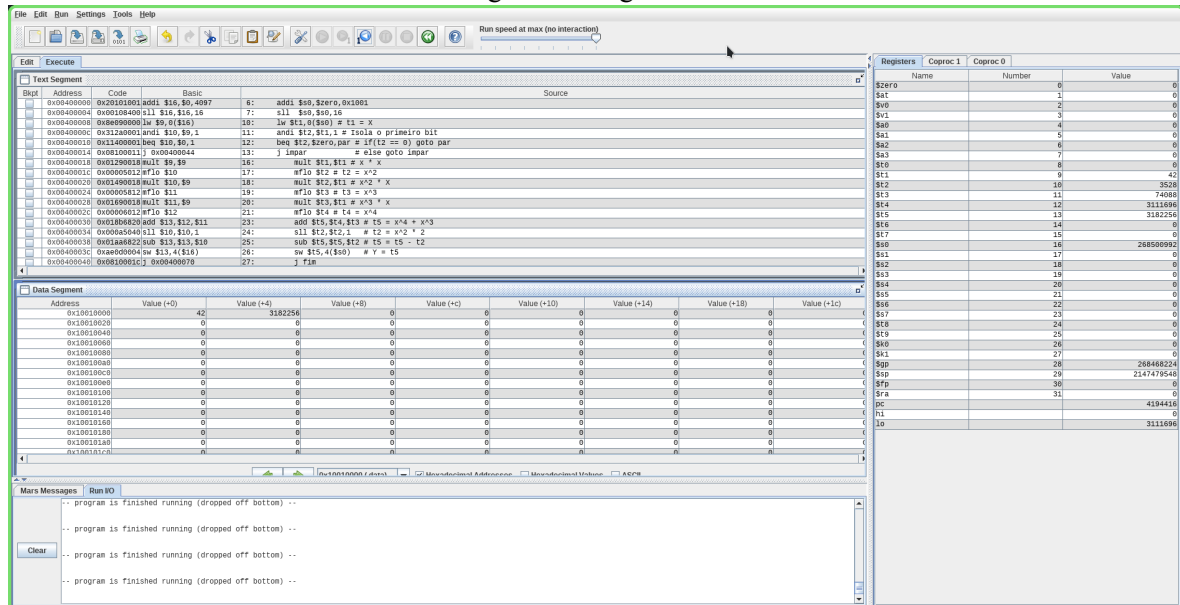 File Edit Run Settings Tools Help
Run speed at max (no interaction)
Edit Execute
Text Segment
Bkpt Address Code Basic Source
0x00400000 0x20101001 addi $16,$0,4097 6: addi $s0,$zero,0x1001
0x00400004 0x00108400 sll $16,$16,16 7: sll $s0,$s0,16
0x00400008 0x8e090000 lw $9,0($16) 10: lw $t1,0($s0) # t1 = X
0x0040000c 0x312a0001 andi $10,$9,1 11: andi $t2,$t1,1 # Isola o primeiro bit
0x00400010 0x11400001 beq $10,$0,1 12: beq $t2,$zero,par # if(t2 == 0) goto par
0x00400014 0x08100011 j 0x00400044 13: j impar # else goto impar
0x00400018 0x01290018 mult $9,$9 16: mult $t1,$t1 # x * x
0x0040001c 0x00005012 mflo $10 17: mflo $t2 # t2 = x^2
0x00400020 0x01490018 mult $10,$9 18: mult $t2,$t1 # x^2 * X
0x00400024 0x00005812 mflo $11 19: mflo $t3 # t3 = x^3
0x00400028 0x01690018 mult $11,$9 20: mult $t3,$t1 # x^3 * x
0x0040002c 0x00006012 mflo $12 21: mflo $t4 # t4 = x^4
0x00400030 0x018b6820 add $13,$12,$11 23: add $t5,$t4,$t3 # t5 = x^4 + x^3
0x00400034 0x000a5040 sll $10,$10,1 24: sll $t2,$t2,1 # t2 = x^2 * 2
0x00400038 0x01aa6822 sub $13,$13,$10 25: sub $t5,$t5,$t2 # t5 = t5 - t2
0x0040003c 0xae0d0004 sw $13,4($16) 26: sw $t5,4($s0) # Y = t5
0x00400040 0x0810001c j 0x00400070 27: j fim
Data Segment
Address Value (+0) Value (+4) Value (+8) Value (+c) Value (+10) Value (+14) Value (+18) Value (+1c)
0x10010000 42 3182256 0 0 0 0 0
0x10010020 0 0 0 0 0 0 0
0x10010040 0 0 0 0 0 0 0
0x10010060 0 0 0 0 0 0 0
0x10010080 0 0 0 0 0 0 0
0x100100a0 0 0 0 0 0 0 0
0x100100c0 0 0 0 0 0 0 0
0x100100e0 0 0 0 0 0 0 0
0x10010100 0 0 0 0 0 0 0
0x10010120 0 0 0 0 0 0 0
0x10010140 0 0 0 0 0 0 0
0x10010160 0 0 0 0 0 0 0
0x10010180 0 0 0 0 0 0 0
0x100101a0 0 0 0 0 0 0 0
0x100101c0 0 0 0 0 0 0 0
0x10010000 (.data) Hexadecimal Addresses Hexadecimal Values ASCII
Mars Messages Run I/O
-- program is finished running (dropped off bottom) --
-- program is finished running (dropped off bottom) --
Clear
-- program is finished running (dropped off bottom) --
-- program is finished running (dropped off bottom) --
Registers Coproc 1 Coproc 0
Name Number Value
$zero 0 0
$at 1 0
$v0 2 0
$v1 3 0
$a0 4 0
$a1 5 0
$a2 6 0
$a3 7 0
$t0 8 0
$t1 9 42
$t2 10 3528
$t3 11 74088
$t4 12 3111696
$t5 13 3182256
$t6 14 0
$t7 15 0
$s0 16 268500992
$s1 17 0
$s2 18 0
$s3 19 0
$s4 20 0
$s5 21 0
$s6 22 0
$s7 23 0
$t8 24 0
$t9 25 0
$k0 26 0
$k1 27 0
$gp 28 268468224
$sp 29 2147479548
$fp 30 0
$ra 31 0
pc 4194416
hi 0
lo 3111696